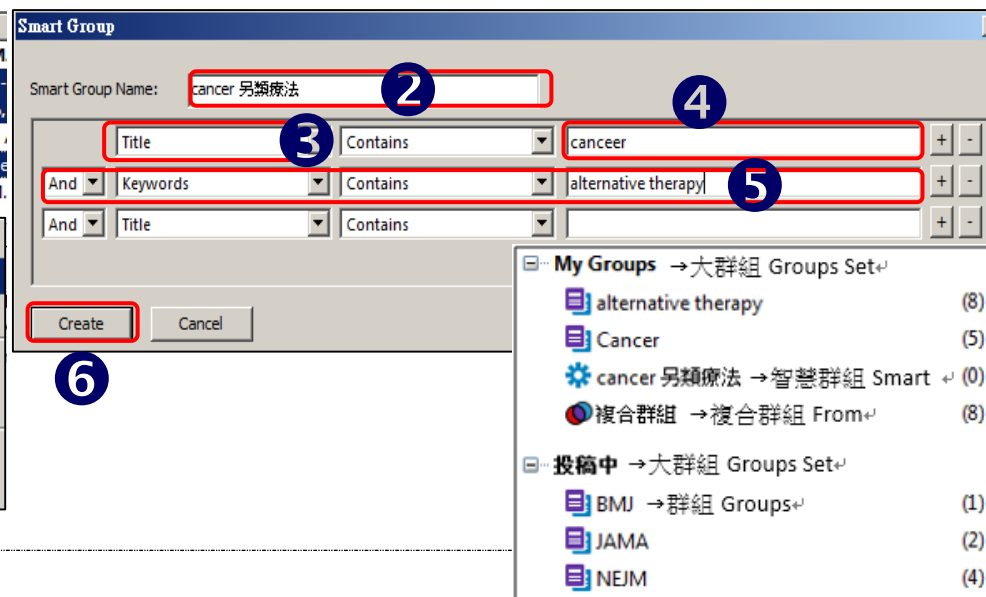 Smart Group
Smart Group Name: cancer 另類療法 2
Title 3 Contains canceer 4 + -
And Keywords Contains alternative therapy 5 + -
And Title Contains + -
Create Cancel
6
My Groups →大群組 Groups Set↵
alternative therapy (8)
Cancer (5)
cancer 另類療法 →智慧群組 Smart ↵ (0)
複合群組 →複合群組 From↵ (8)
投稿中 →大群組 Groups Set↵
BMJ →群組 Groups↵ (1)
JAMA (2)
NEJM (4)